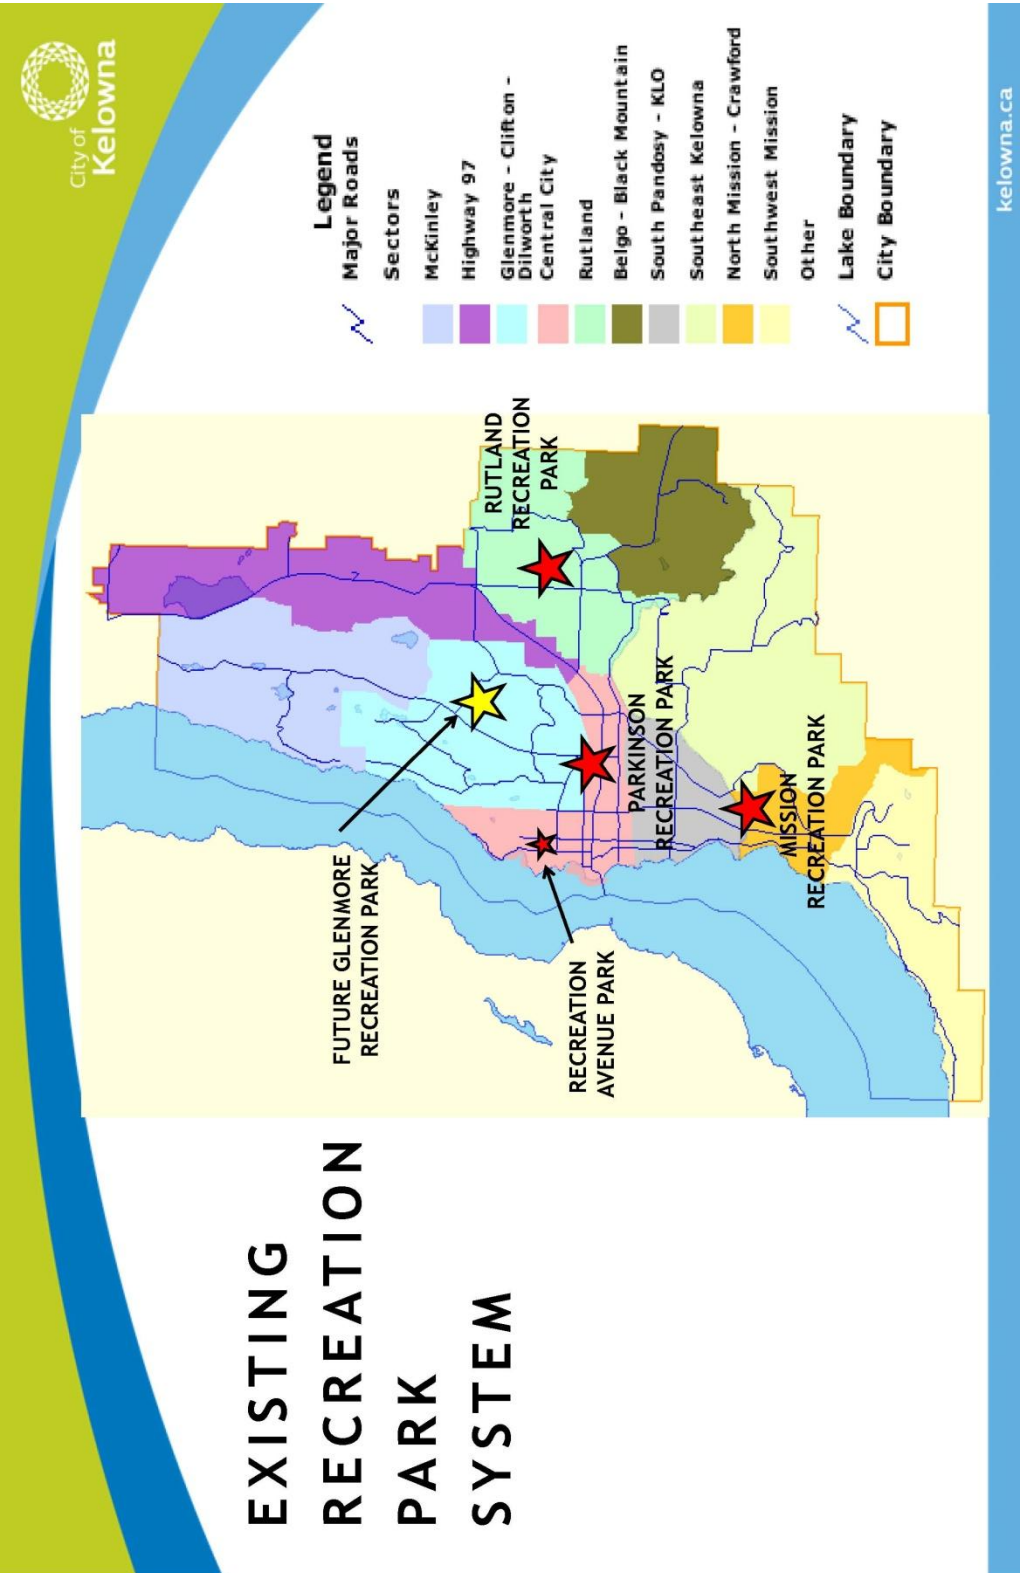 City of
Kelowna
EXISTING
RECREATION
PARK
SYSTEM
FUTURE GLENMORE
RECREATION PARK
RECREATION
AVENUE PARK
RUTLAND
RECREATION
PARK
PARKINSON
RECREATION PARK
MISSION
RECREATION PARK
Legend
Major Roads
Sectors
McKinley
Highway 97
Glenmore - Clifton -
Dilworth
Central City
Rutland
Belgo - Black Mountain
South Pandosy - KLO
Southeast Kelowna
North Mission - Crawford
Southwest Mission
Other
Lake Boundary
City Boundary
kelowna.ca